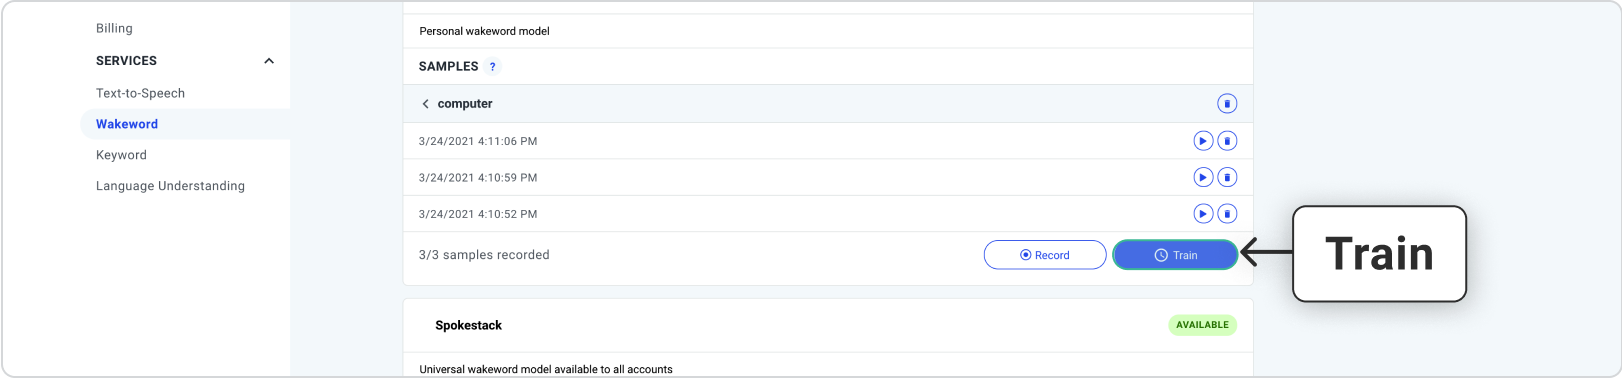 Billing
SERVICES
Text-to-Speech
Wakeword
Keyword
Language Understanding
Personal wakeword model
SAMPLES ?
computer
3/24/2021 4:11:06 PM
3/24/2021 4:10:59 PM
3/24/2021 4:10:52 PM
3/3 samples recorded
Record
Train
Train
Spokestack
AVAILABLE
Universal wakeword model available to all accounts